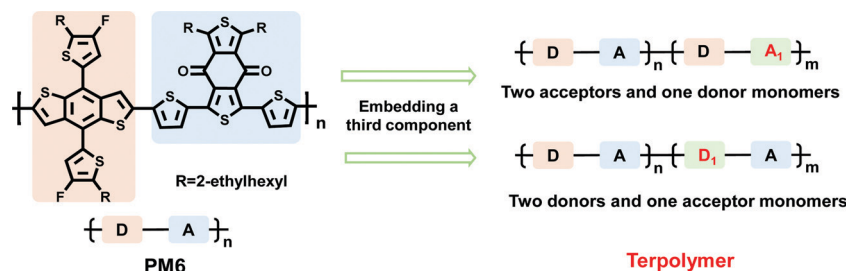 R F R R
S S
S O O
S S S S
n
F R
S
R=2-ethylhexyl
D A n
PM6
Embedding a
third component
D A n D A₁ m
Two acceptors and one donor monomers
D A n D₁ A m
Two donors and one acceptor monomers
Terpolymer